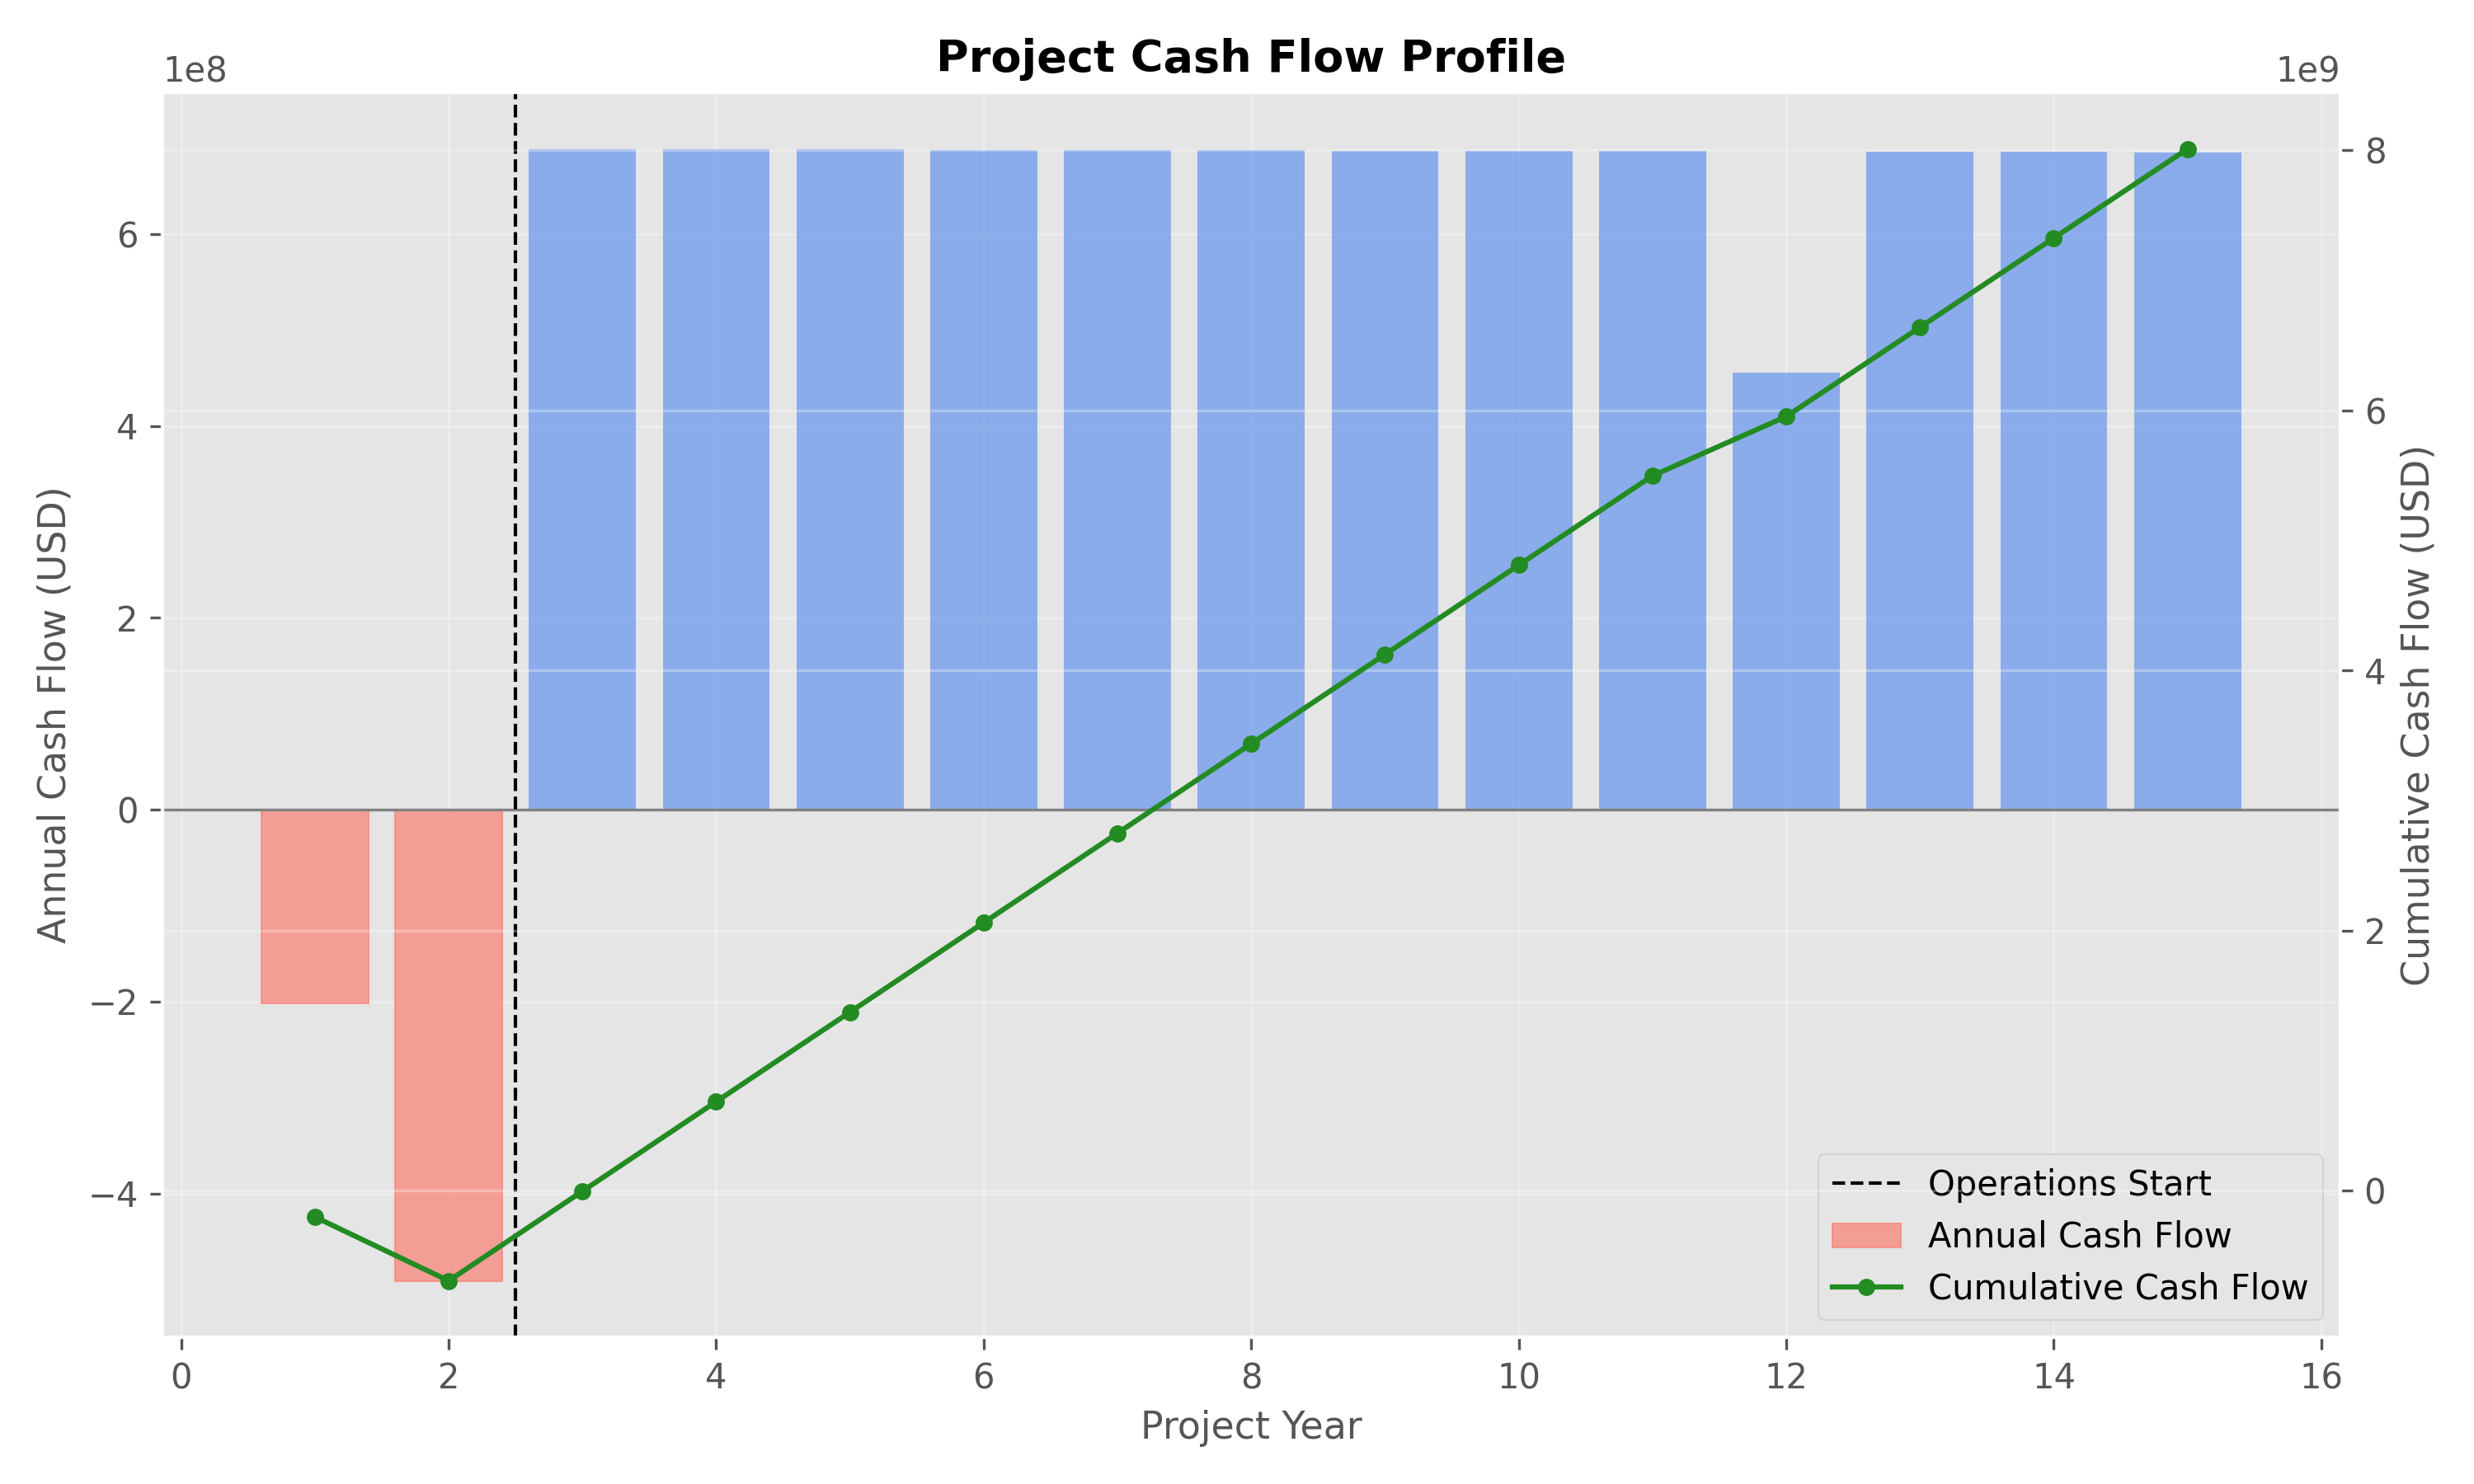 Project Cash Flow Profile
1e8
1e9
6
4
2
0
−2
−4
Annual Cash Flow (USD)
8
6
4
2
0
Cumulative Cash Flow (USD)
Operations Start
Annual Cash Flow
Cumulative Cash Flow
0 2 4 6 8 10 12 14 16
Project Year